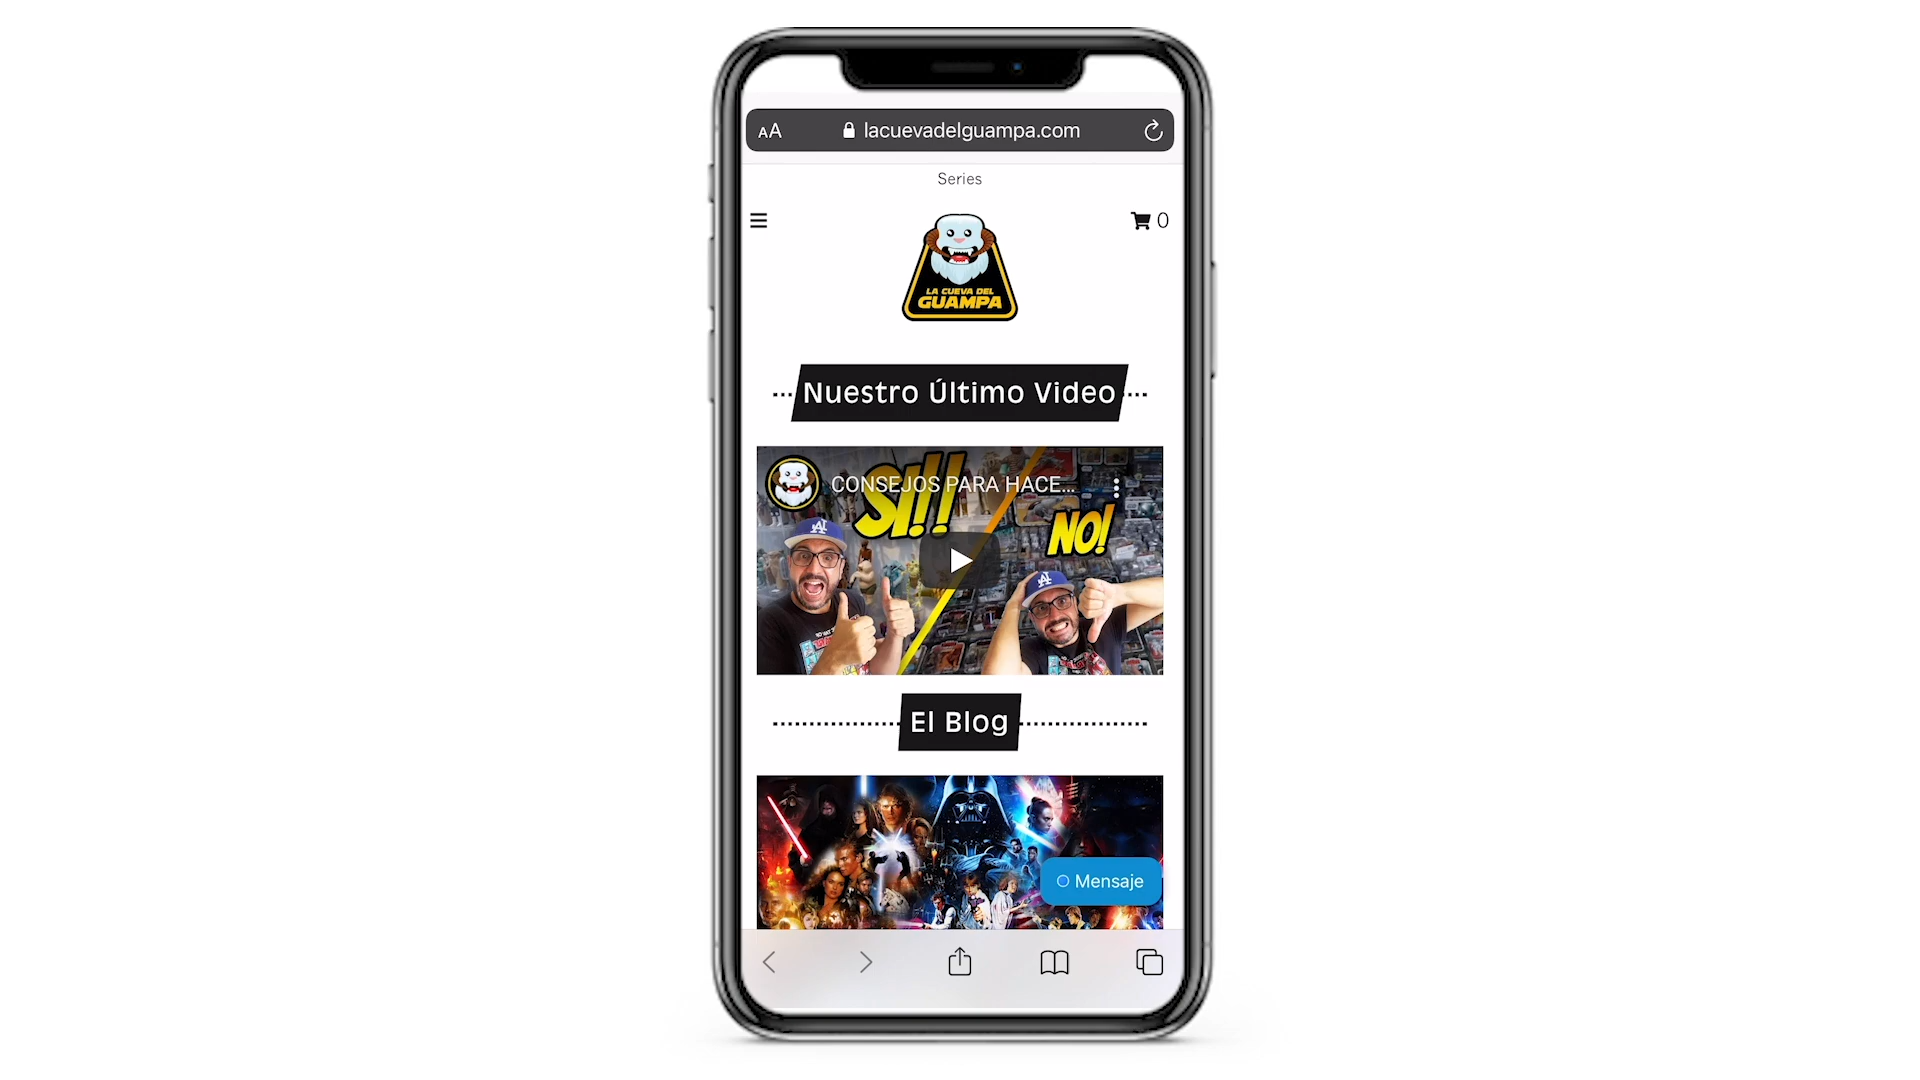 AA
lacuevadelguampa.com
Series
0
LA CUEVA DEL
GUAMPA
Nuestro Último Video
CONSEJOS PARA HACE...
SI!!
NO!
El Blog
Mensaje